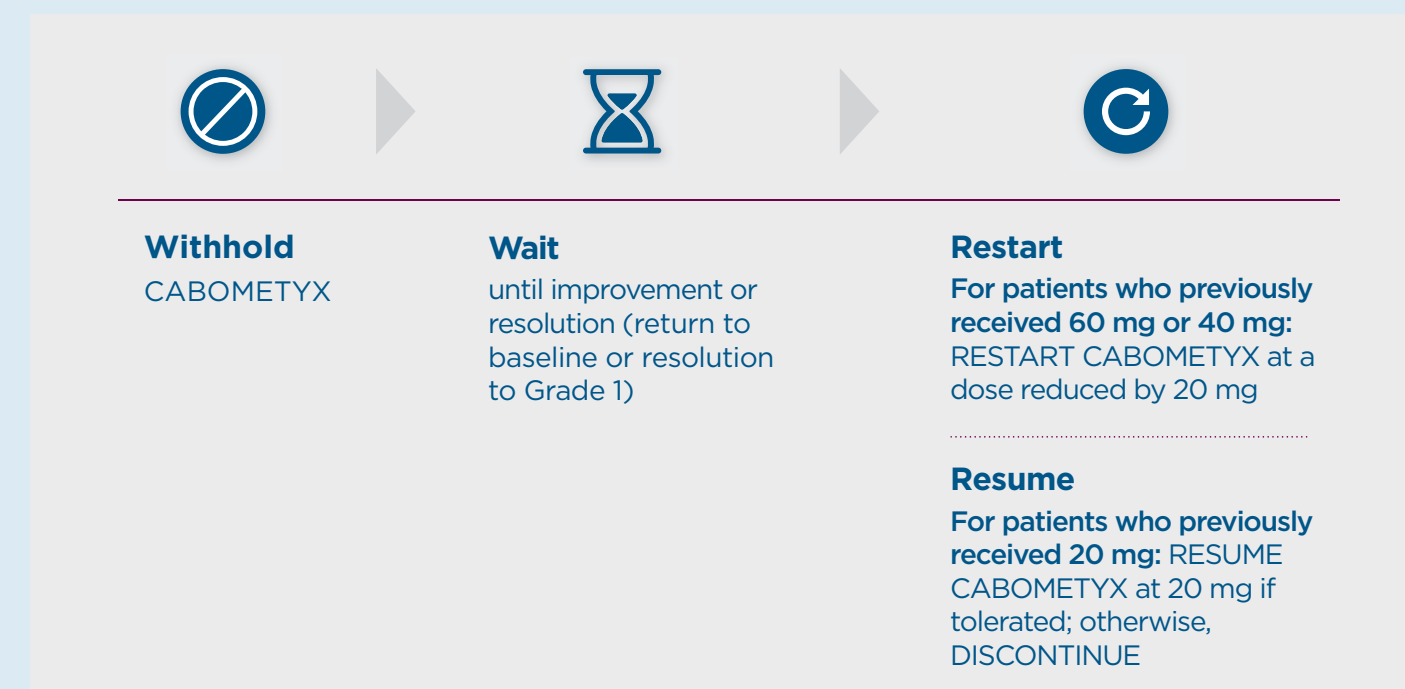 Withhold
CABOMETYX
Wait
until improvement or
resolution (return to
baseline or resolution
to Grade 1)
Restart
For patients who previously
received 60 mg or 40 mg:
RESTART CABOMETYX at a
dose reduced by 20 mg
Resume
For patients who previously
received 20 mg: RESUME
CABOMETYX at 20 mg if
tolerated; otherwise,
DISCONTINUE